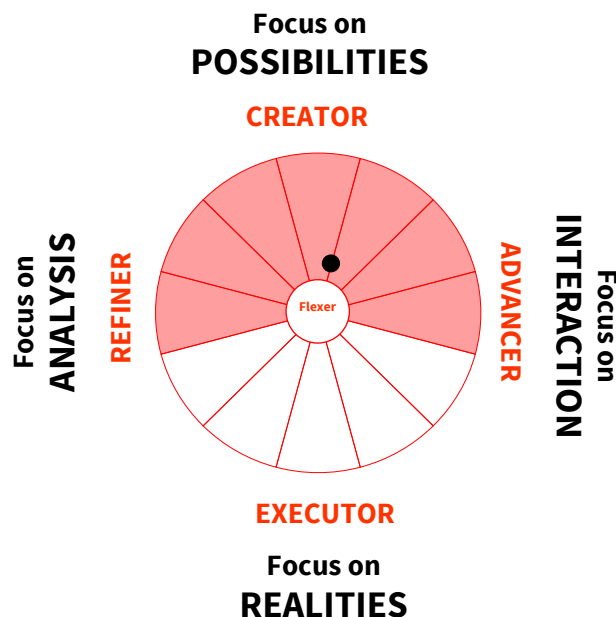 Focus on
POSSIBILITIES
CREATOR
Focus on
ANALYSIS
REFINER
Flexer
ADVANCER
INTERACTION
Focus on
EXECUTOR
Focus on
REALITIES